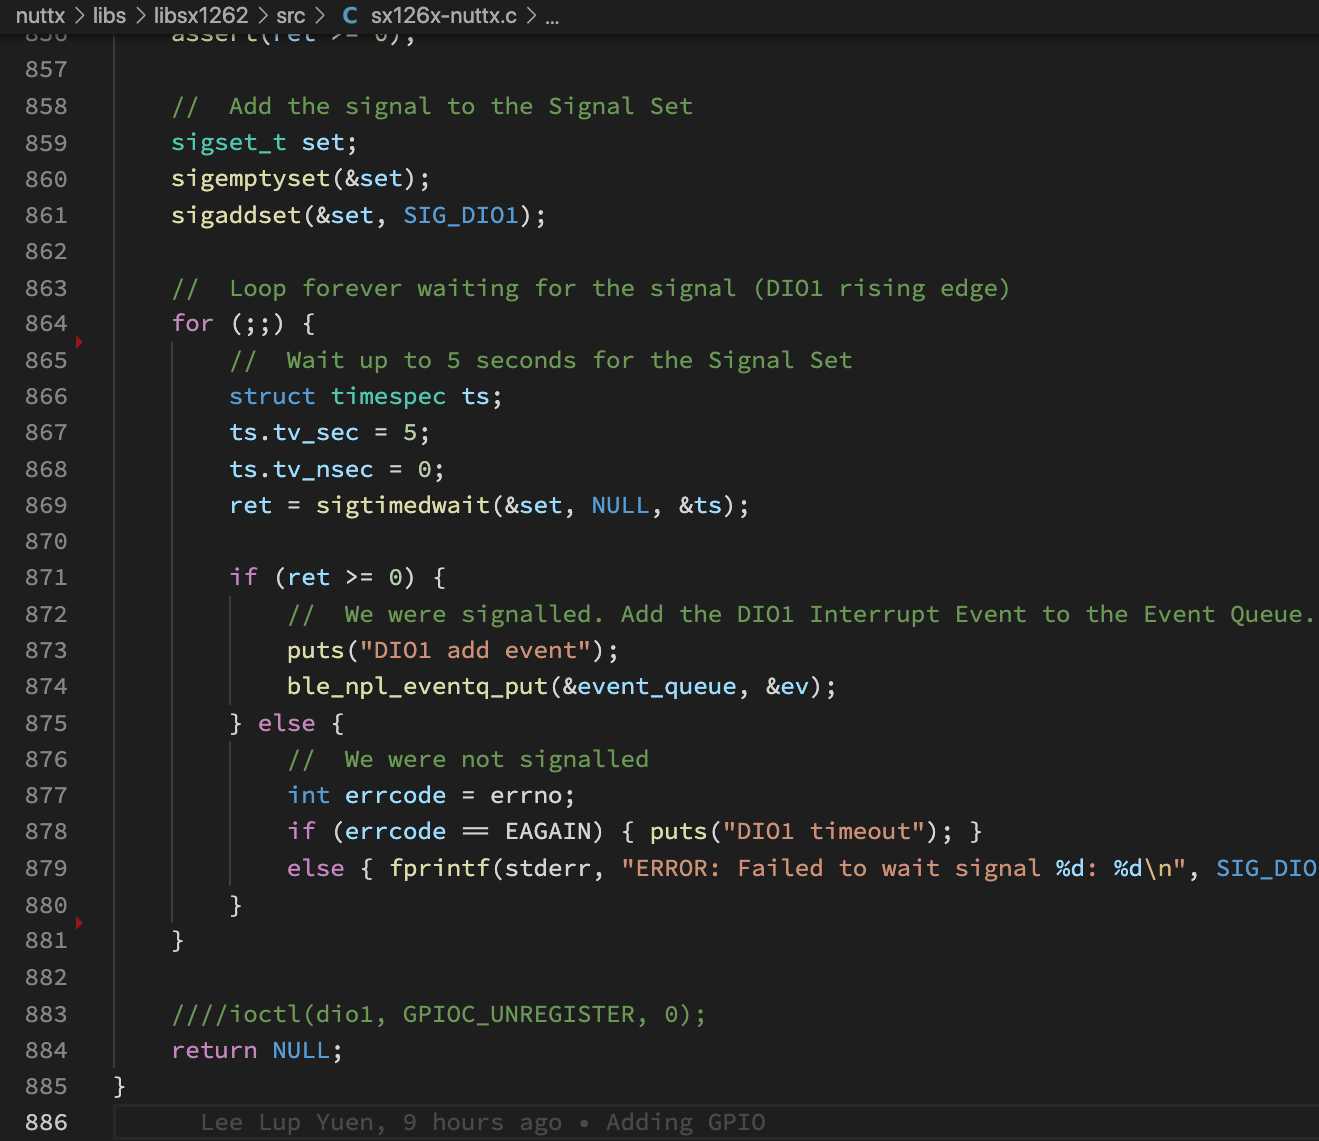 nuttx > libs > libsx1262 > src > C sx126x-nuttx.c > ...
856 assert(ret >= 0);
857
858 //  Add the signal to the Signal Set
859 sigset_t set;
860 sigemptyset(&set);
861 sigaddset(&set, SIG_DIO1);
862
863 //  Loop forever waiting for the signal (DIO1 rising edge)
864 for (;;) {
865 //  Wait up to 5 seconds for the Signal Set
866 struct timespec ts;
867 ts.tv_sec = 5;
868 ts.tv_nsec = 0;
869 ret = sigtimedwait(&set, NULL, &ts);
870
871 if (ret >= 0) {
872 //  We were signalled. Add the DIO1 Interrupt Event to the Event Queue.
873 puts("DIO1 add event");
874 ble_npl_eventq_put(&event_queue, &ev);
875 } else {
876 //  We were not signalled
877 int errcode = errno;
878 if (errcode == EAGAIN) { puts("DIO1 timeout"); }
879 else { fprintf(stderr, "ERROR: Failed to wait signal %d: %d\n", SIG_DIO
880 }
881 }
882
883 ////ioctl(dio1, GPIOC_UNREGISTER, 0);
884 return NULL;
885 }
886 Lee Lup Yuen, 9 hours ago • Adding GPIO